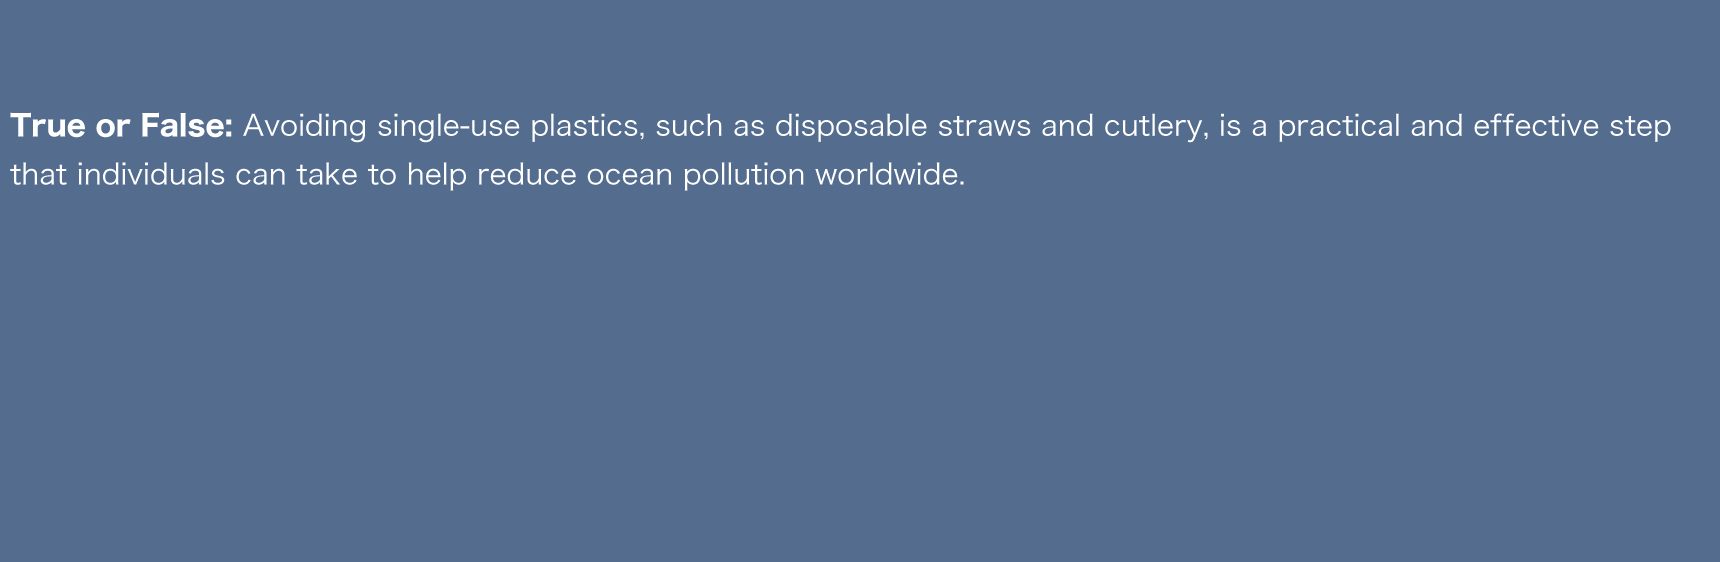 True or False: Avoiding single-use plastics, such as disposable straws and cutlery, is a practical and effective step
that individuals can take to help reduce ocean pollution worldwide.